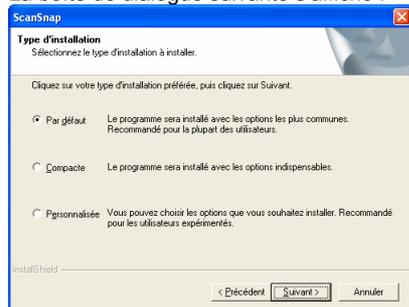 La boîte de dialogue suivante s'affiche :
ScanSnap
Type d'installation
Sélectionnez le type d'installation à installer.
Cliquez sur votre type d'installation préférée, puis cliquez sur Suivant.
Par défaut
Le programme sera installé avec les options les plus communes.
Recommandé pour la plupart des utilisateurs.
Compacte
Le programme sera installé avec les options indispensables.
Personnalisée
Vous pouvez choisir les options que vous souhaitez installer. Recommandé
pour les utilisateurs expérimentés.
InstallShield
< Précédent
Suivant >
Annuler